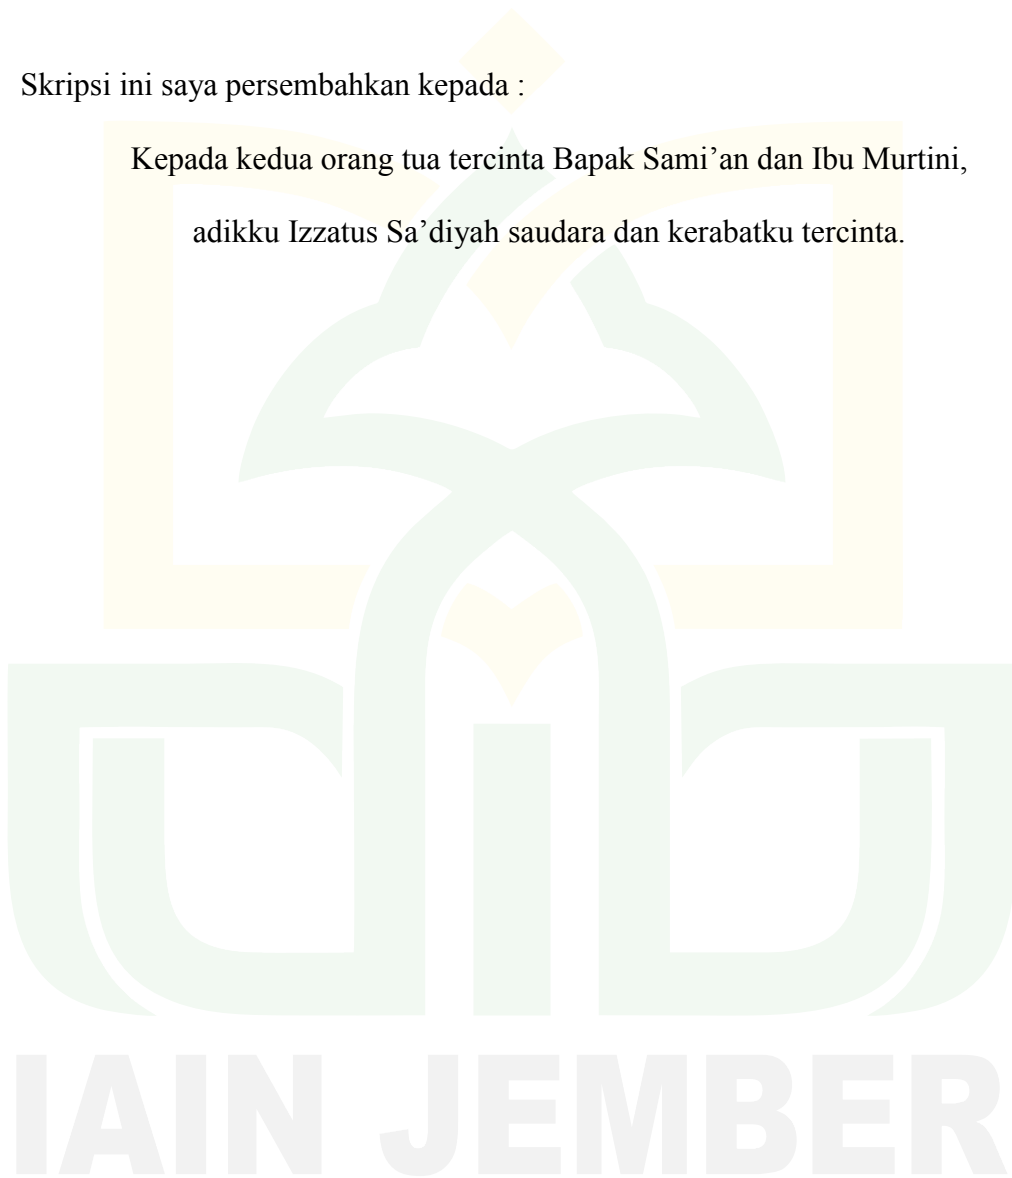 Skripsi ini saya persembahkan kepada :
Kepada kedua orang tua tercinta Bapak Sami’an dan Ibu Murtini,
adikku Izzatus Sa’diyah saudara dan kerabatku tercinta.
IAIN JEMBER